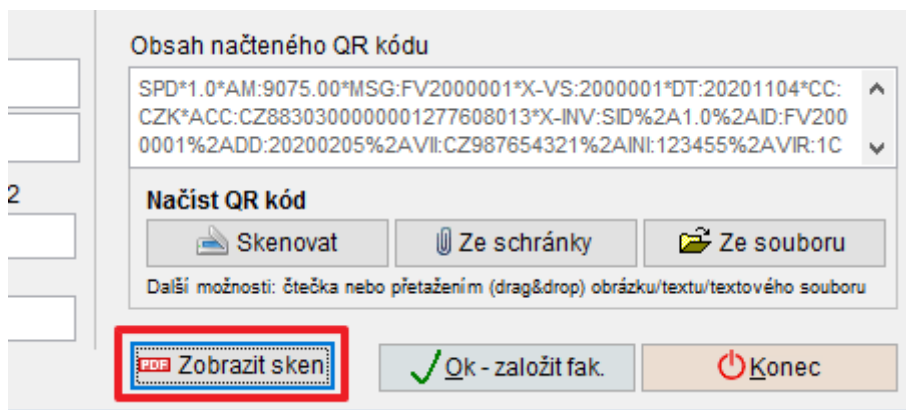 Obsah načteného QR kódu
SPD*1.0*AM:9075.00*MSG:FV2000001*X-VS:2000001*DT:20201104*CC:
CZK*ACC:CZ8830300000001277608013*X-INV:SID%2A1.0%2AID:FV200
0001%2ADD:20200205%2AVII:CZ987654321%2AINI:123455%2AVIR:1C
2
Načíst QR kód
Skenovat Ze schránky Ze souboru
Další možnosti: čtečka nebo přetažením (drag&drop) obrázku/textu/textového souboru
PDF Zobrazit sken Ok - založit fak. Konec